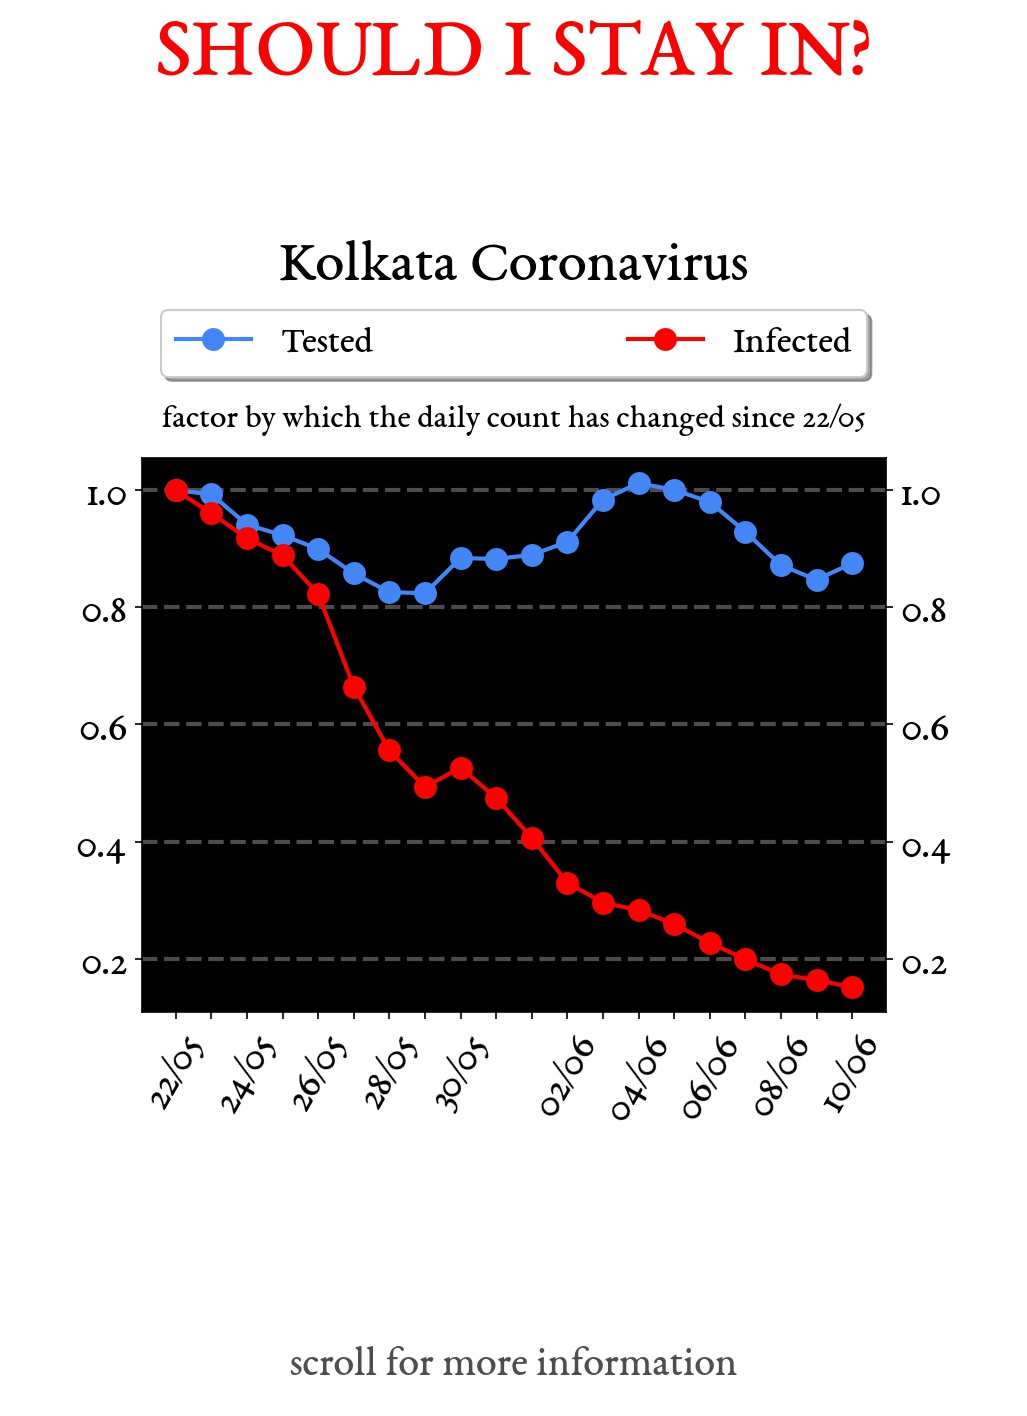 SHOULD I STAY IN?
Kolkata Coronavirus
Tested Infected
factor by which the daily count has changed since 22/05
1.0 1.0
0.8 0.8
0.6 0.6
0.4 0.4
0.2 0.2
22/05 24/05 26/05 28/05 30/05 02/06 04/06 06/06 08/06 10/06
scroll for more information